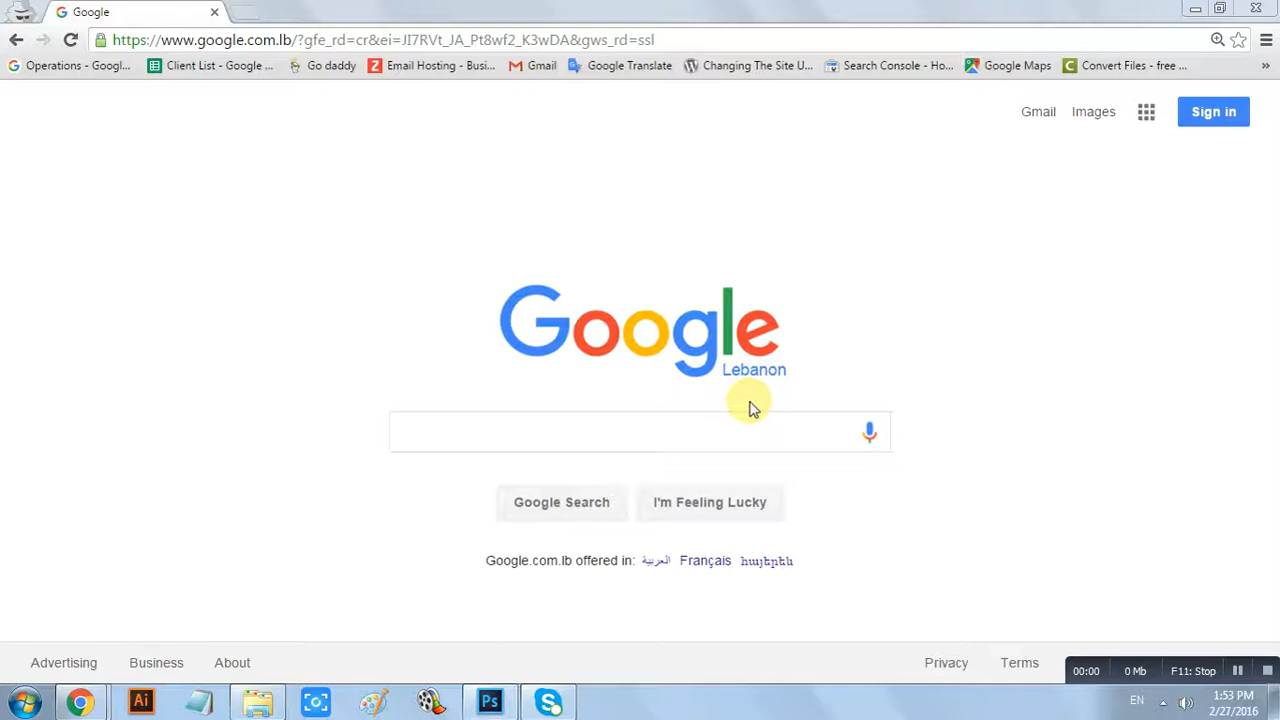 Google
https://www.google.com.lb/?gfe_rd=cr&ei=JI7RVt_JA_Pt8wf2_K3wDA&gws_rd=ssl
Operations - Googl... Client List - Google ... Go daddy Email Hosting - Busi... Gmail Google Translate Changing The Site U... Search Console - Ho... Google Maps Convert Files - free ... »
Gmail Images Sign in
Google
Lebanon
Google Search I'm Feeling Lucky
Google.com.lb offered in: العربية Français հայերեն
Advertising Business About Privacy Terms
00:00 0 Mb F11: Stop
Ai Ps EN 1:53 PM
2/27/2016